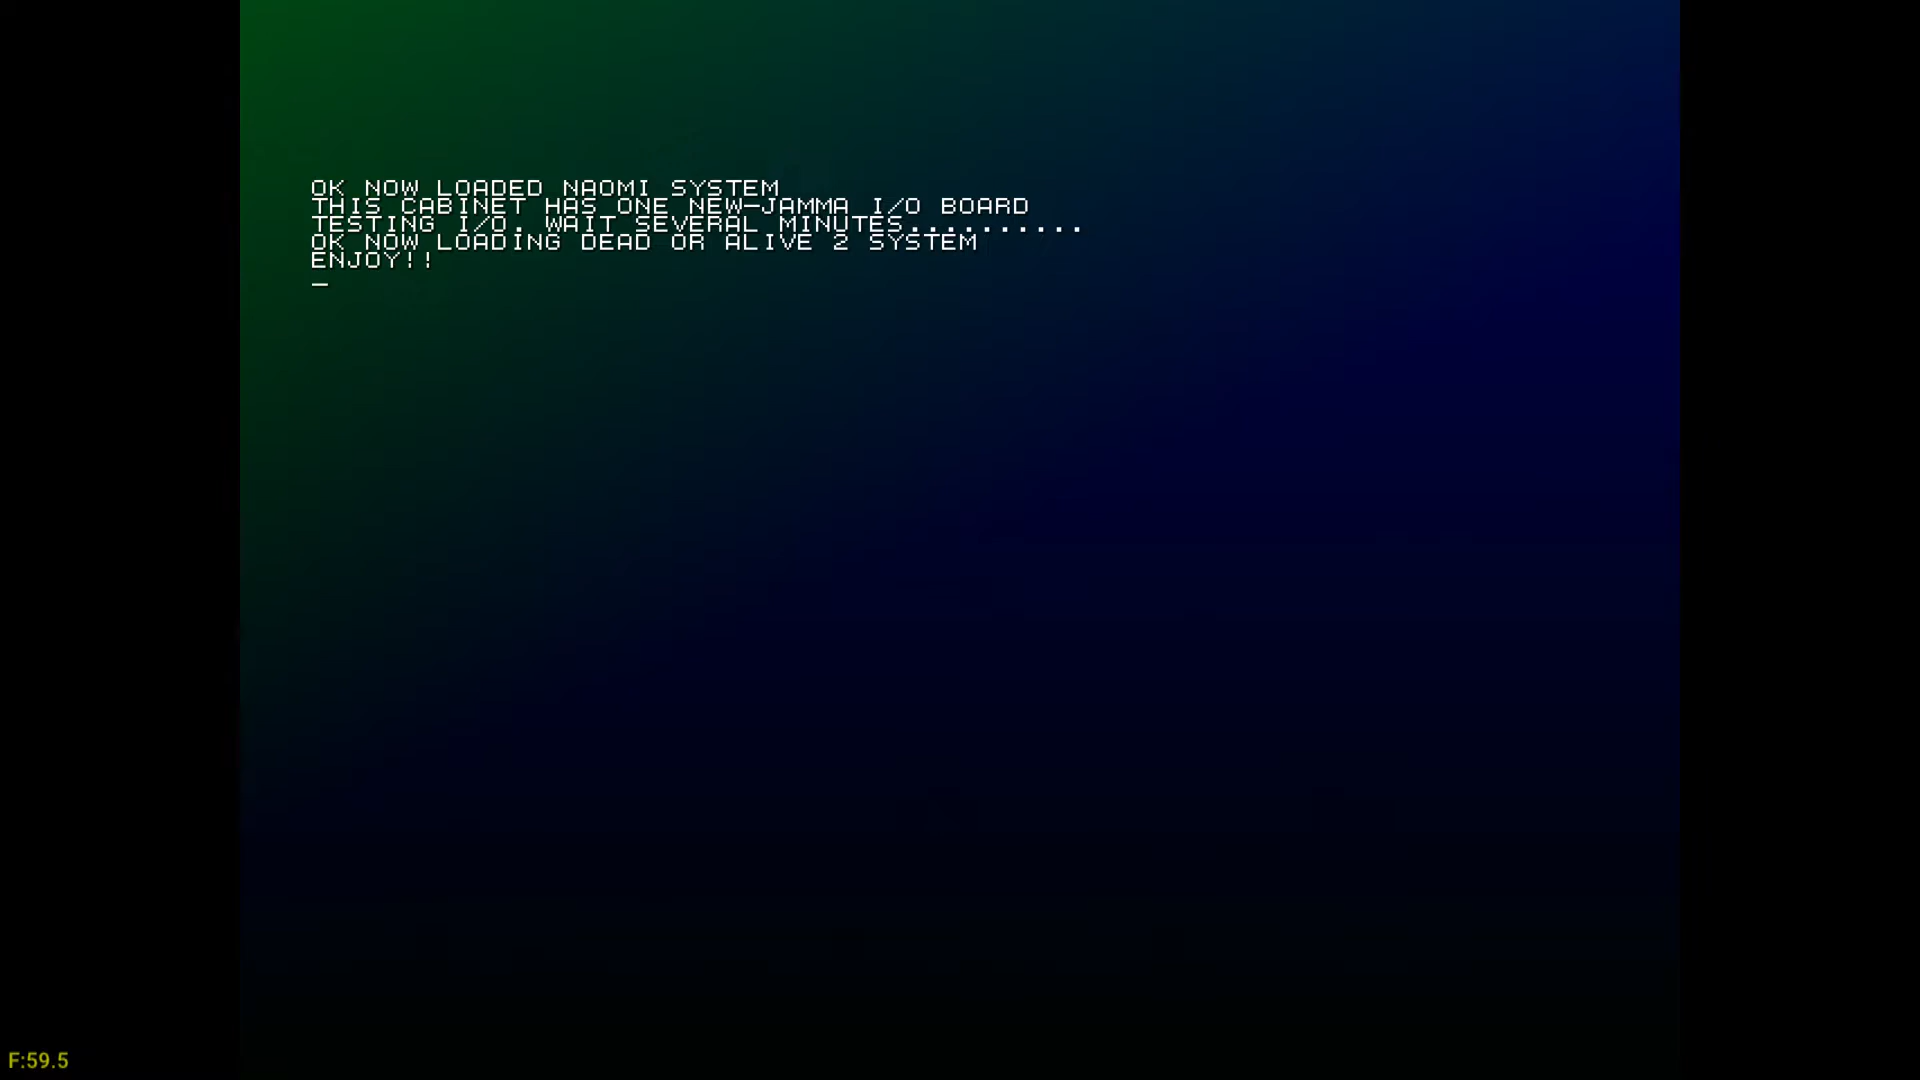 OK NOW LOADED NAOMI SYSTEM
THIS CABINET HAS ONE NEW-JAMMA I/O BOARD
TESTING I/O. WAIT SEVERAL MINUTES..........
OK NOW LOADING DEAD OR ALIVE 2 SYSTEM
ENJOY!!
_
F:59.5